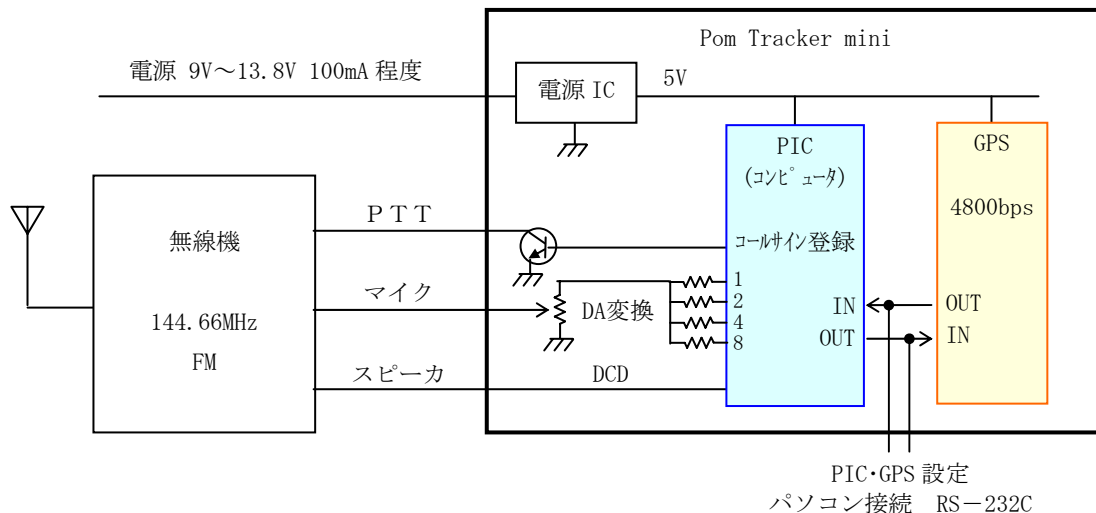 Pom Tracker mini
電源 9V～13.8V 100mA 程度
電源 IC
5V
PIC
(ｺﾝﾋﾟｭｰﾀ)
GPS
4800bps
無線機
144.66MHz
FM
ＰＴＴ
ｺｰﾙｻｲﾝ登録
マイク
DA変換
1
2
4
8
IN
OUT
OUT
IN
スピーカ
DCD
PIC･GPS 設定
パソコン接続 RS－232C